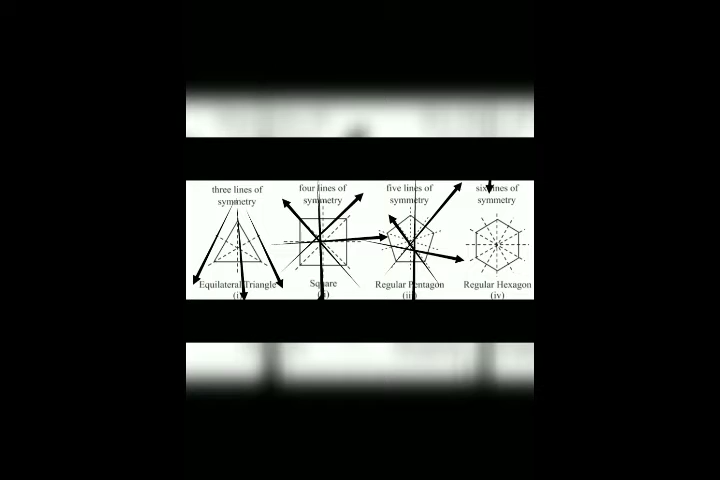 three lines of
symmetry
four lines of
symmetry
five lines of
symmetry
six lines of
symmetry
Equilateral Triangle
(i)
Square
(ii)
Regular Pentagon
(iii)
Regular Hexagon
(iv)